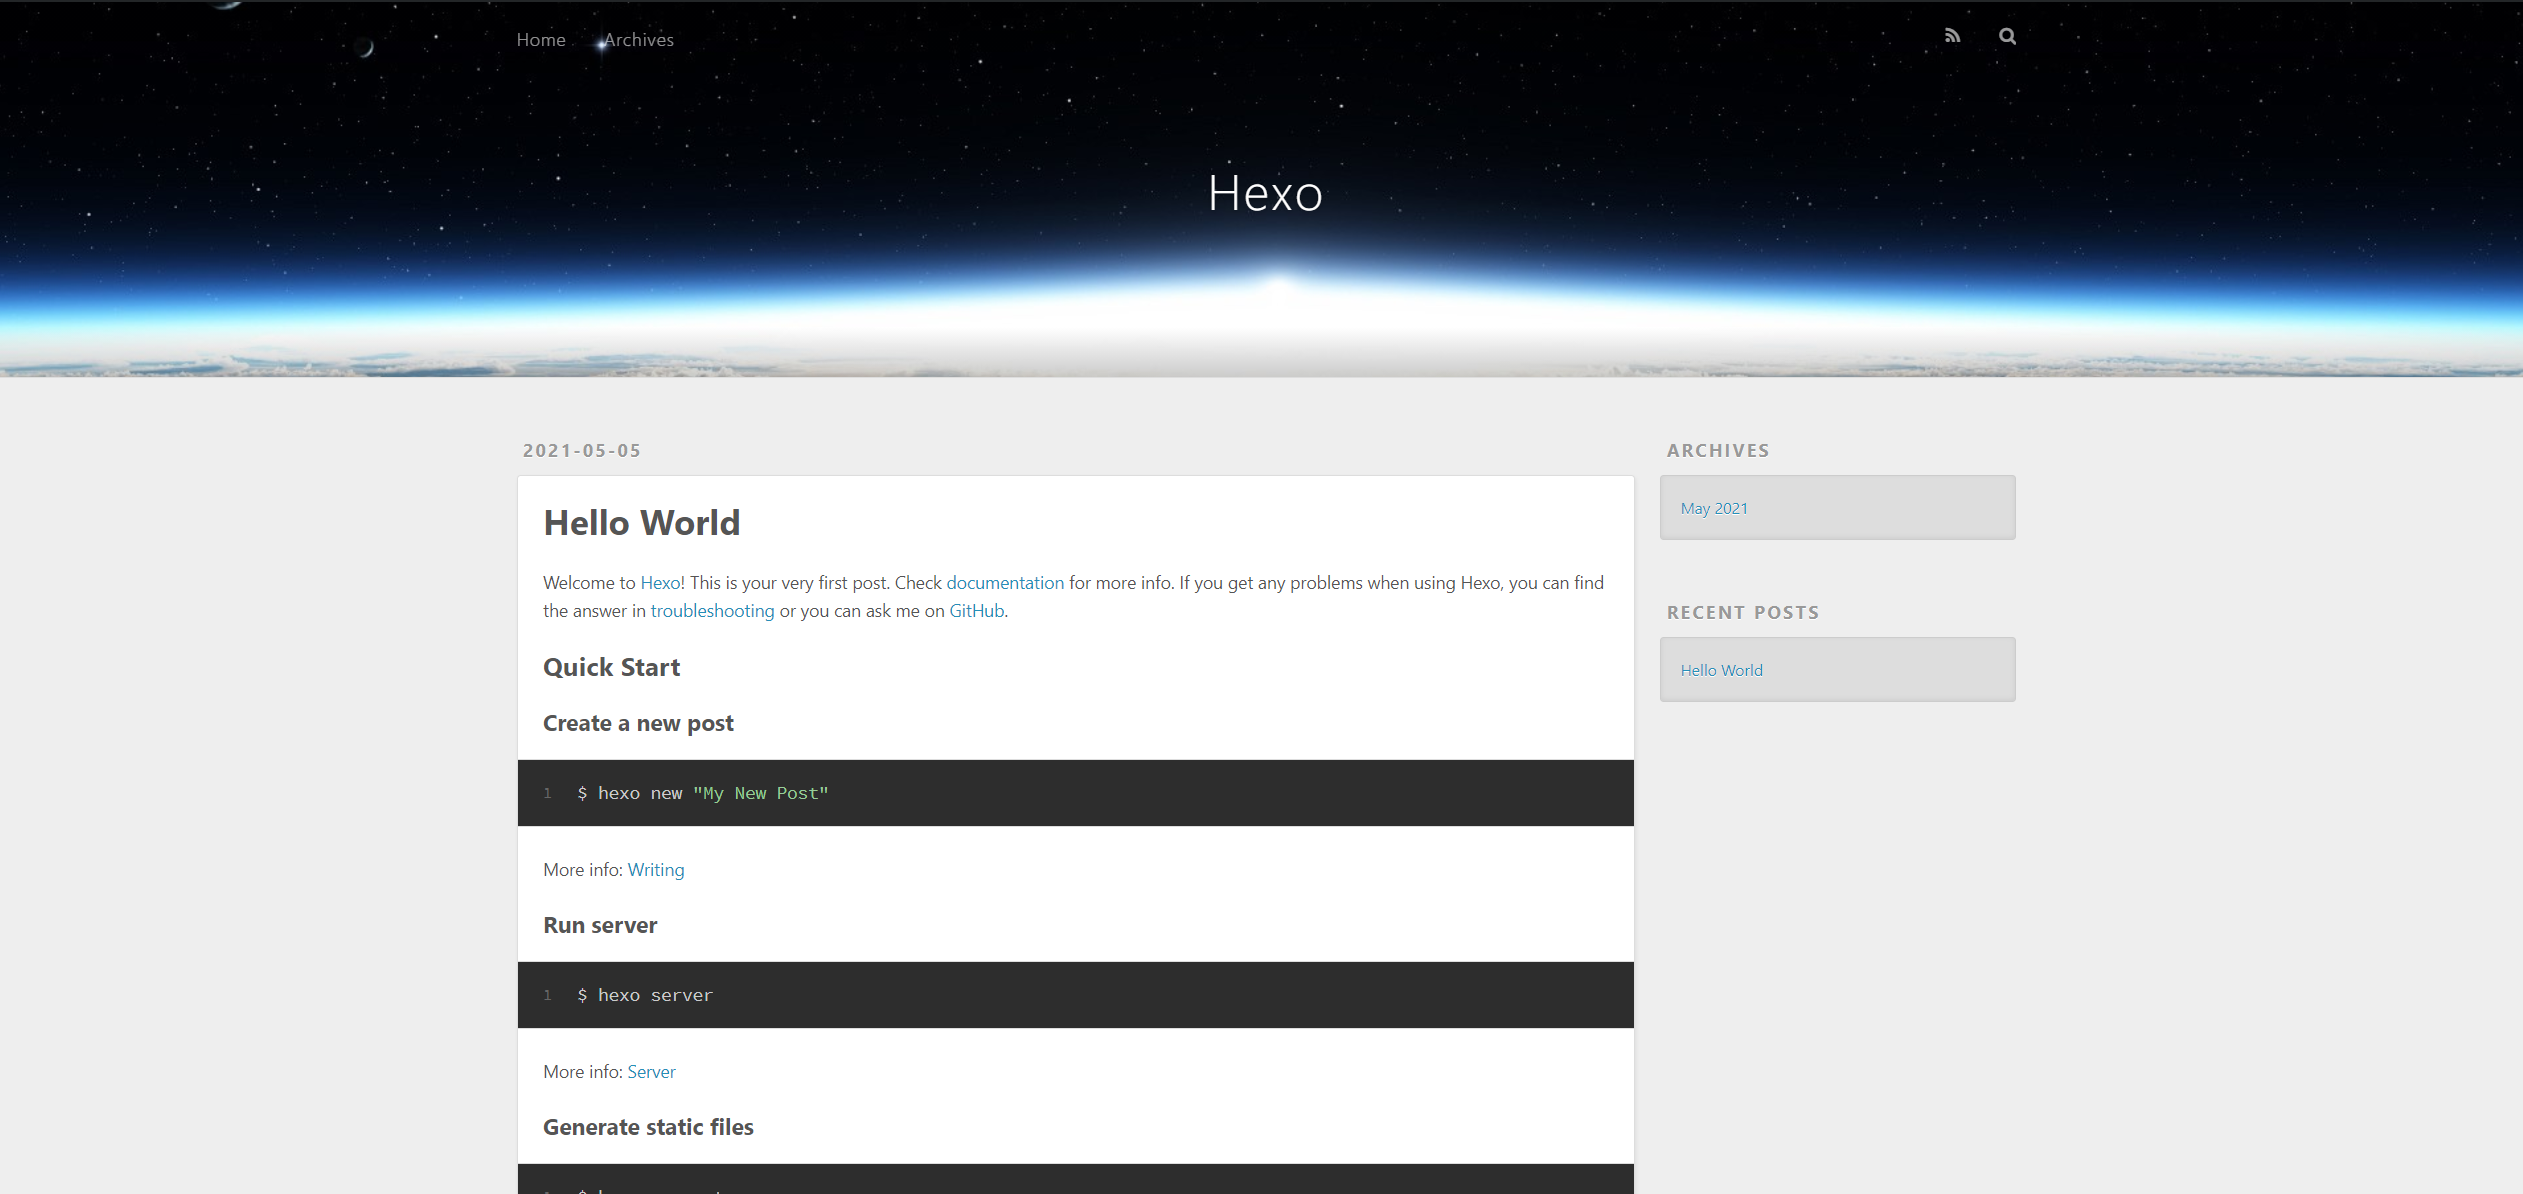 Home Archives
Hexo
2021-05-05
Hello World
Welcome to Hexo! This is your very first post. Check documentation for more info. If you get any problems when using Hexo, you can find
the answer in troubleshooting or you can ask me on GitHub.
Quick Start
Create a new post
1 $ hexo new "My New Post"
More info: Writing
Run server
1 $ hexo server
More info: Server
Generate static files
ARCHIVES
May 2021
RECENT POSTS
Hello World